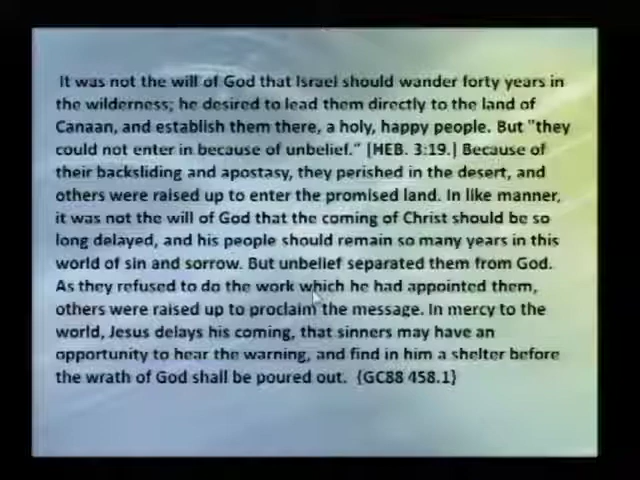 It was not the will of God that Israel should wander forty years in
the wilderness; he desired to lead them directly to the land of
Canaan, and establish them there, a holy, happy people. But "they
could not enter in because of unbelief." [HEB. 3:19.] Because of
their backsliding and apostasy, they perished in the desert, and
others were raised up to enter the promised land. In like manner,
it was not the will of God that the coming of Christ should be so
long delayed, and his people should remain so many years in this
world of sin and sorrow. But unbelief separated them from God.
As they refused to do the work which he had appointed them,
others were raised up to proclaim the message. In mercy to the
world, Jesus delays his coming, that sinners may have an
opportunity to hear the warning, and find in him a shelter before
the wrath of God shall be poured out. {GC88 458.1}